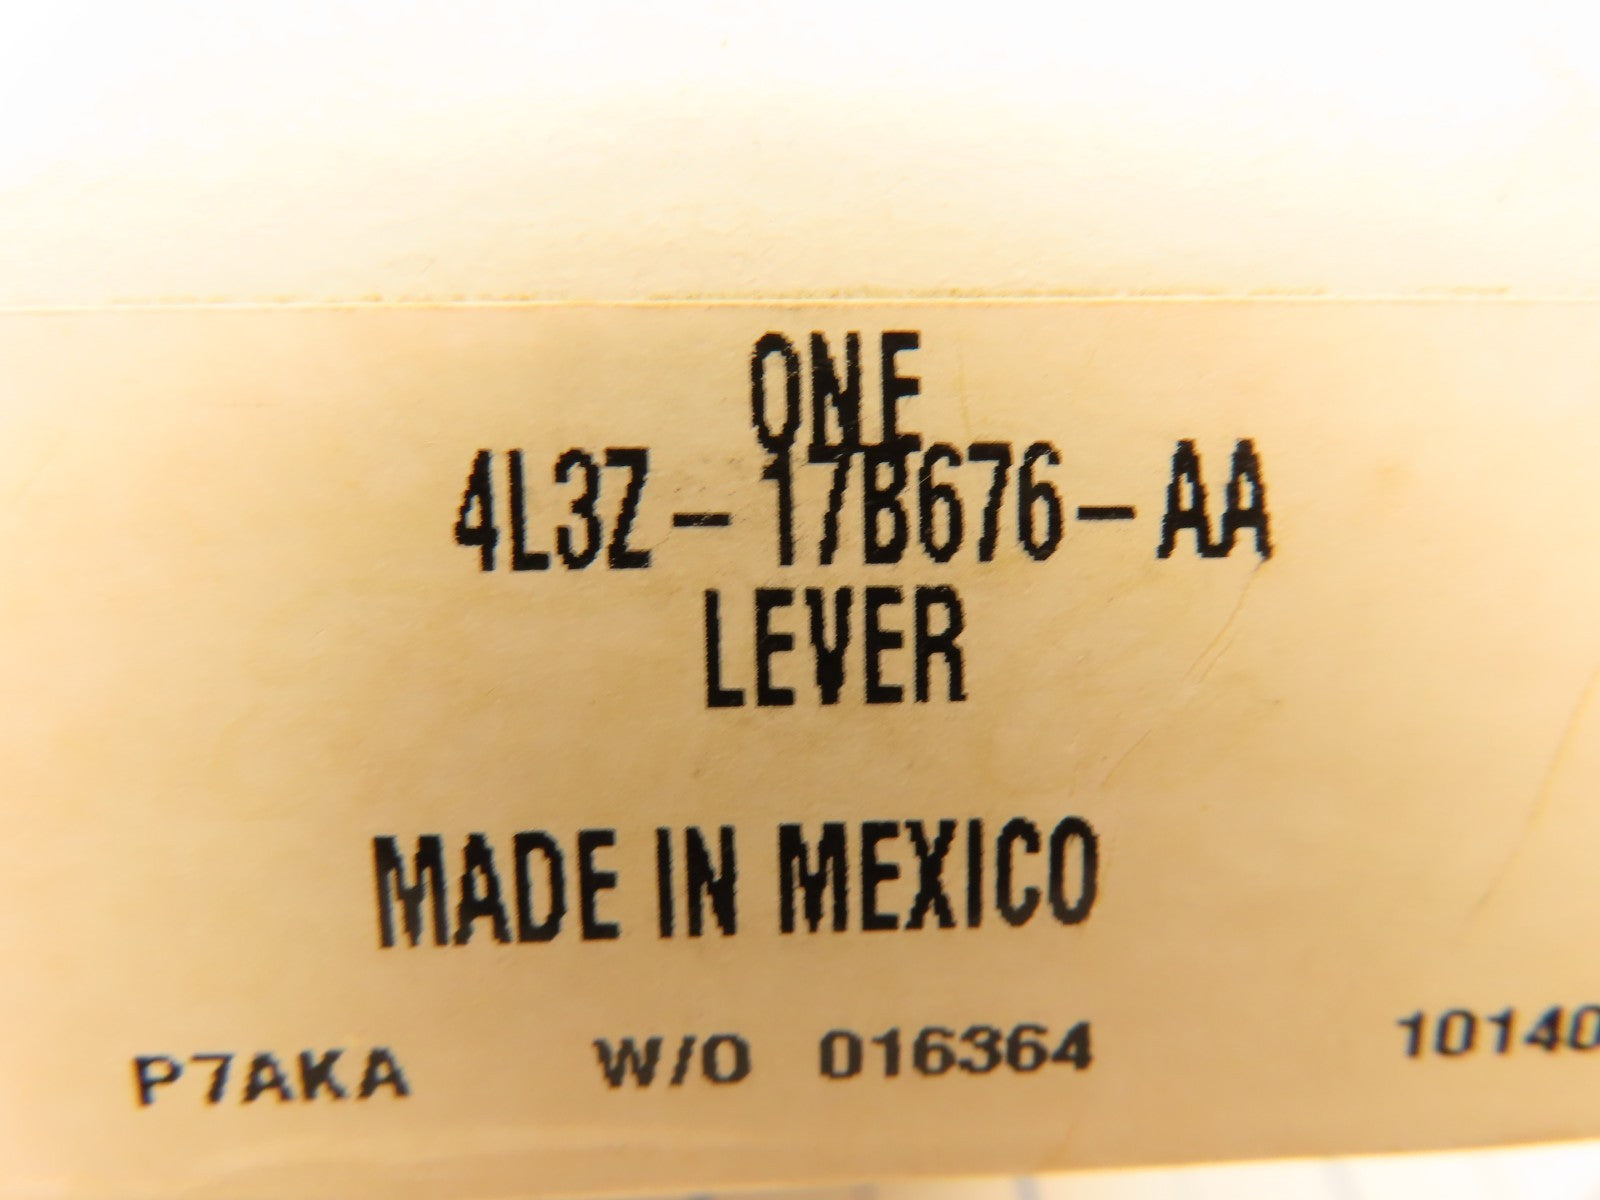 ONE
4L3Z-17B676-AA
LEVER
MADE IN MEXICO
P7AKA W/O 016364 10140